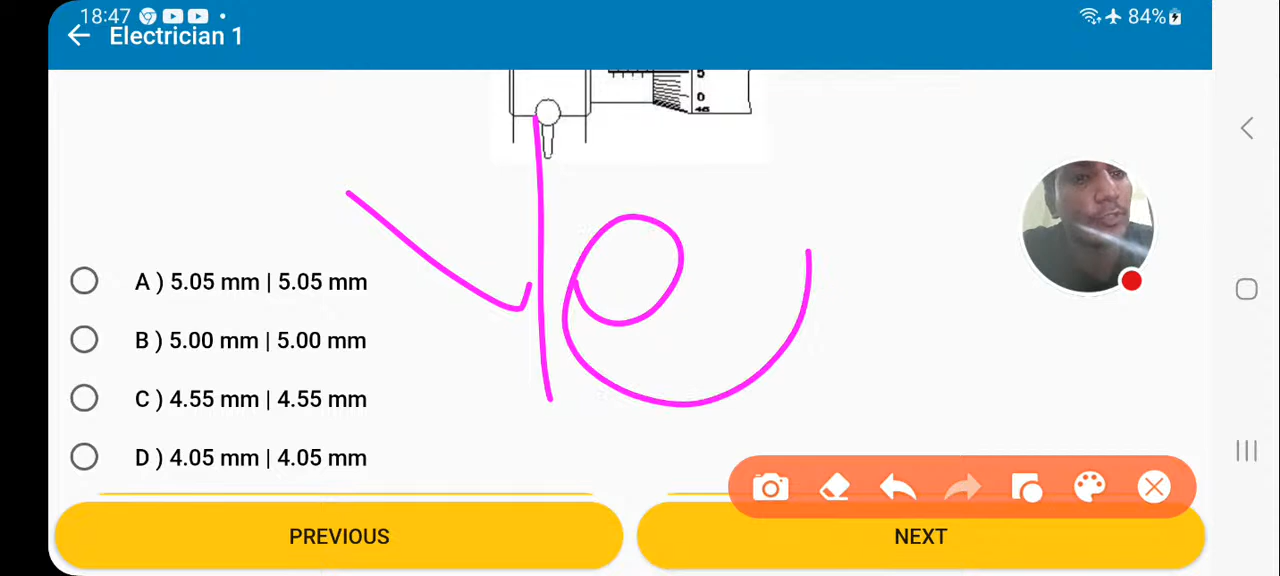 18:47
84%
Electrician 1
5
0
A ) 5.05 mm | 5.05 mm
B ) 5.00 mm | 5.00 mm
C ) 4.55 mm | 4.55 mm
D ) 4.05 mm | 4.05 mm
PREVIOUS
NEXT